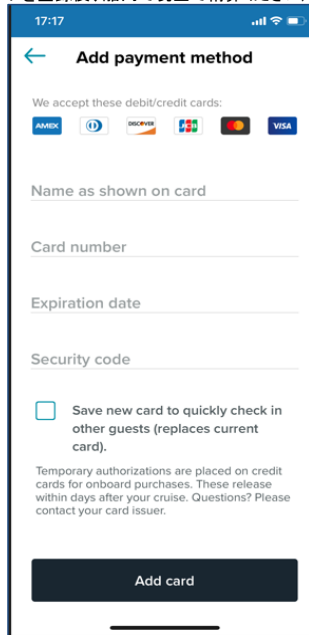 17:17
Add payment method
We accept these debit/credit cards:
AMEX DISCOVER JCB VISA
Name as shown on card
Card number
Expiration date
Security code
Save new card to quickly check in
other guests (replaces current
card).
Temporary authorizations are placed on credit
cards for onboard purchases. These release
within days after your cruise. Questions? Please
contact your card issuer.
Add card